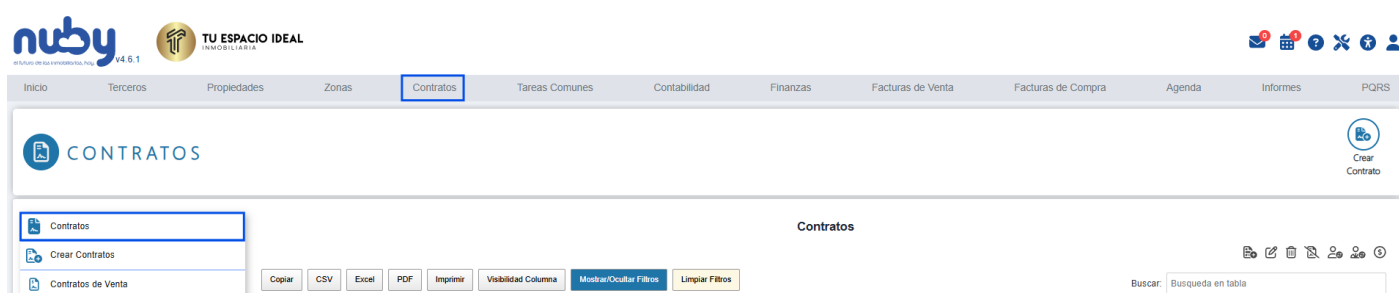 nuby
el futuro de las inmobiliarias, hoy.
v4.6.1
TU ESPACIO IDEAL
INMOBILIARIA
0
1
Inicio Terceros Propiedades Zonas Contratos Tareas Comunes Contabilidad Finanzas Facturas de Venta Facturas de Compra Agenda Informes PQRS
CONTRATOS
Crear
Contrato
Contratos
Crear Contratos
Contratos de Venta
Contratos
Copiar CSV Excel PDF Imprimir Visibilidad Columna Mostrar/Ocultar Filtros Limpiar Filtros
Buscar: Busqueda en tabla